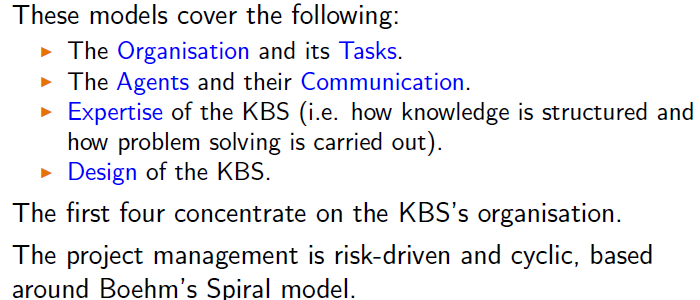 These models cover the following:
The Organisation and its Tasks.
The Agents and their Communication.
Expertise of the KBS (i.e. how knowledge is structured and
how problem solving is carried out).
Design of the KBS.
The first four concentrate on the KBS's organisation.
The project management is risk-driven and cyclic, based
around Boehm's Spiral model.